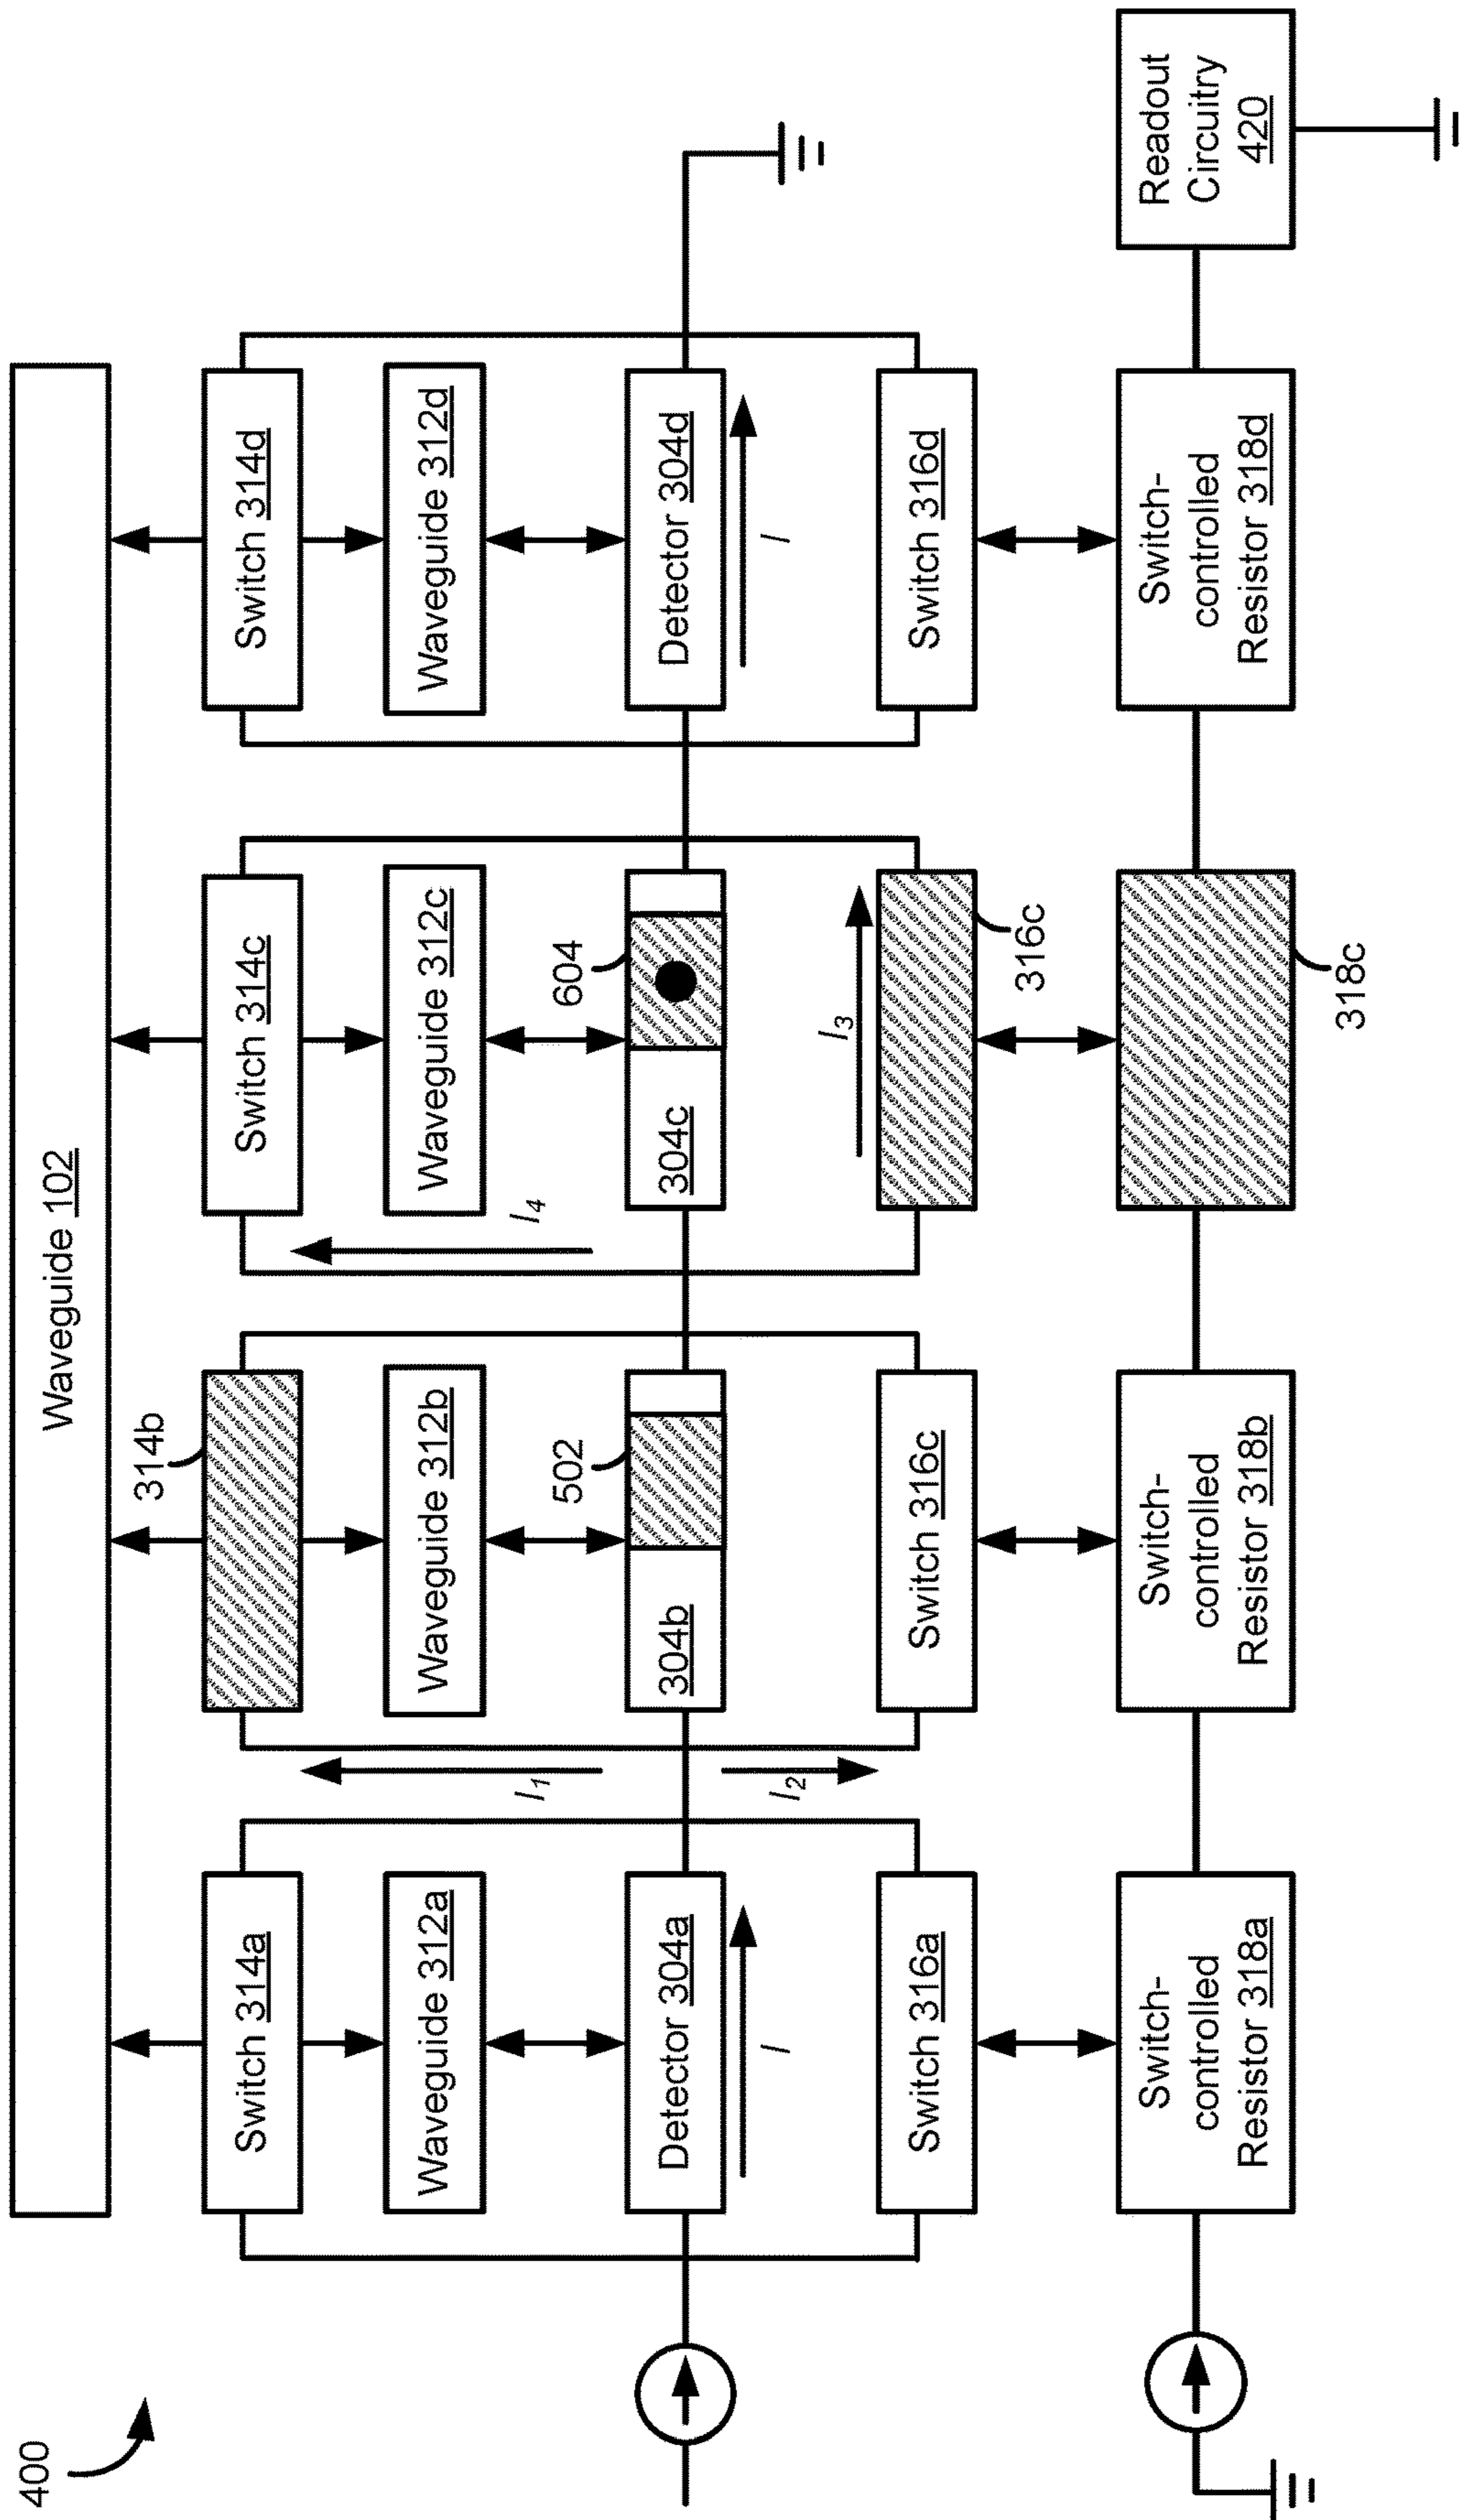 400
Waveguide 102
Switch 314a
314b
Switch 314c
Switch 314d
Waveguide 312a
Waveguide 312b
Waveguide 312c
Waveguide 312d
I1
I4
Detector 304a
304b
502
304c
604
Detector 304d
I
I2
I3
I
Switch 316a
Switch 316c
316c
Switch 316d
Switch-
controlled
Resistor 318a
Switch-
controlled
Resistor 318b
318c
Switch-
controlled
Resistor 318d
Readout
Circuitry
420